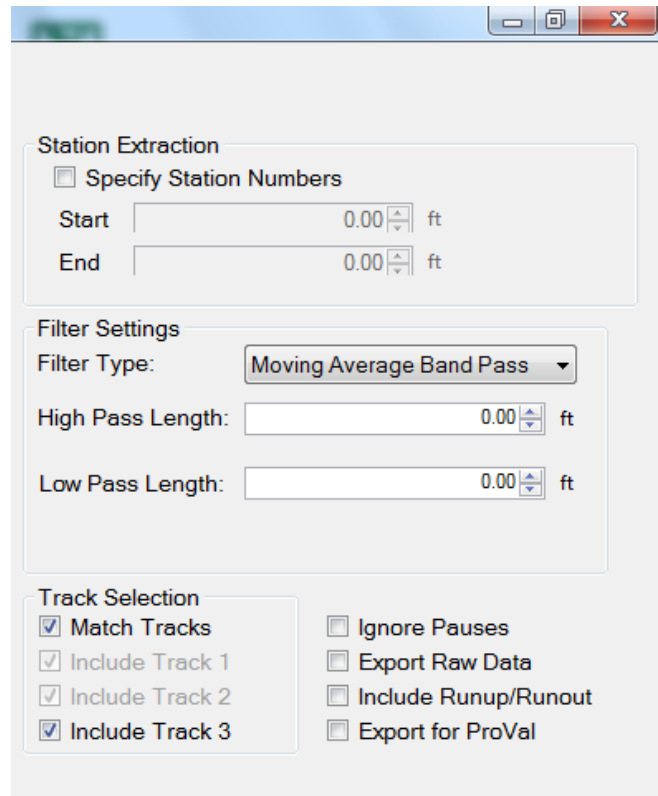 Station Extraction
Specify Station Numbers
Start 0.00 ft
End 0.00 ft
Filter Settings
Filter Type: Moving Average Band Pass
High Pass Length: 0.00 ft
Low Pass Length: 0.00 ft
Track Selection
Match Tracks
Include Track 1
Include Track 2
Include Track 3
Ignore Pauses
Export Raw Data
Include Runup/Runout
Export for ProVal